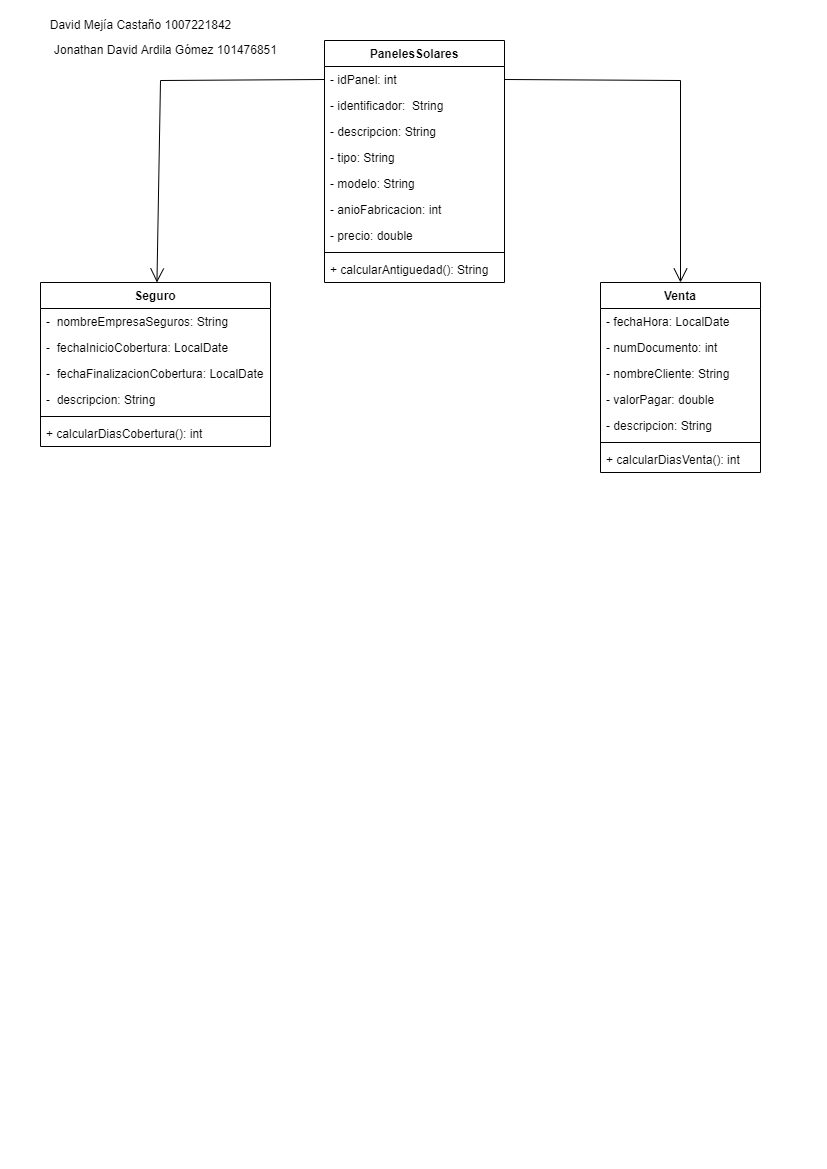 David Mejía Castaño 1007221842
Jonathan David Ardila Gómez 101476851
PanelesSolares
- idPanel: int
- identificador:  String
- descripcion: String
- tipo: String
- modelo: String
- anioFabricacion: int
- precio: double
+ calcularAntiguedad(): String
Seguro
-  nombreEmpresaSeguros: String
-  fechaInicioCobertura: LocalDate
-  fechaFinalizacionCobertura: LocalDate
-  descripcion: String
+ calcularDiasCobertura(): int
Venta
- fechaHora: LocalDate
- numDocumento: int
- nombreCliente: String
- valorPagar: double
- descripcion: String
+ calcularDiasVenta(): int